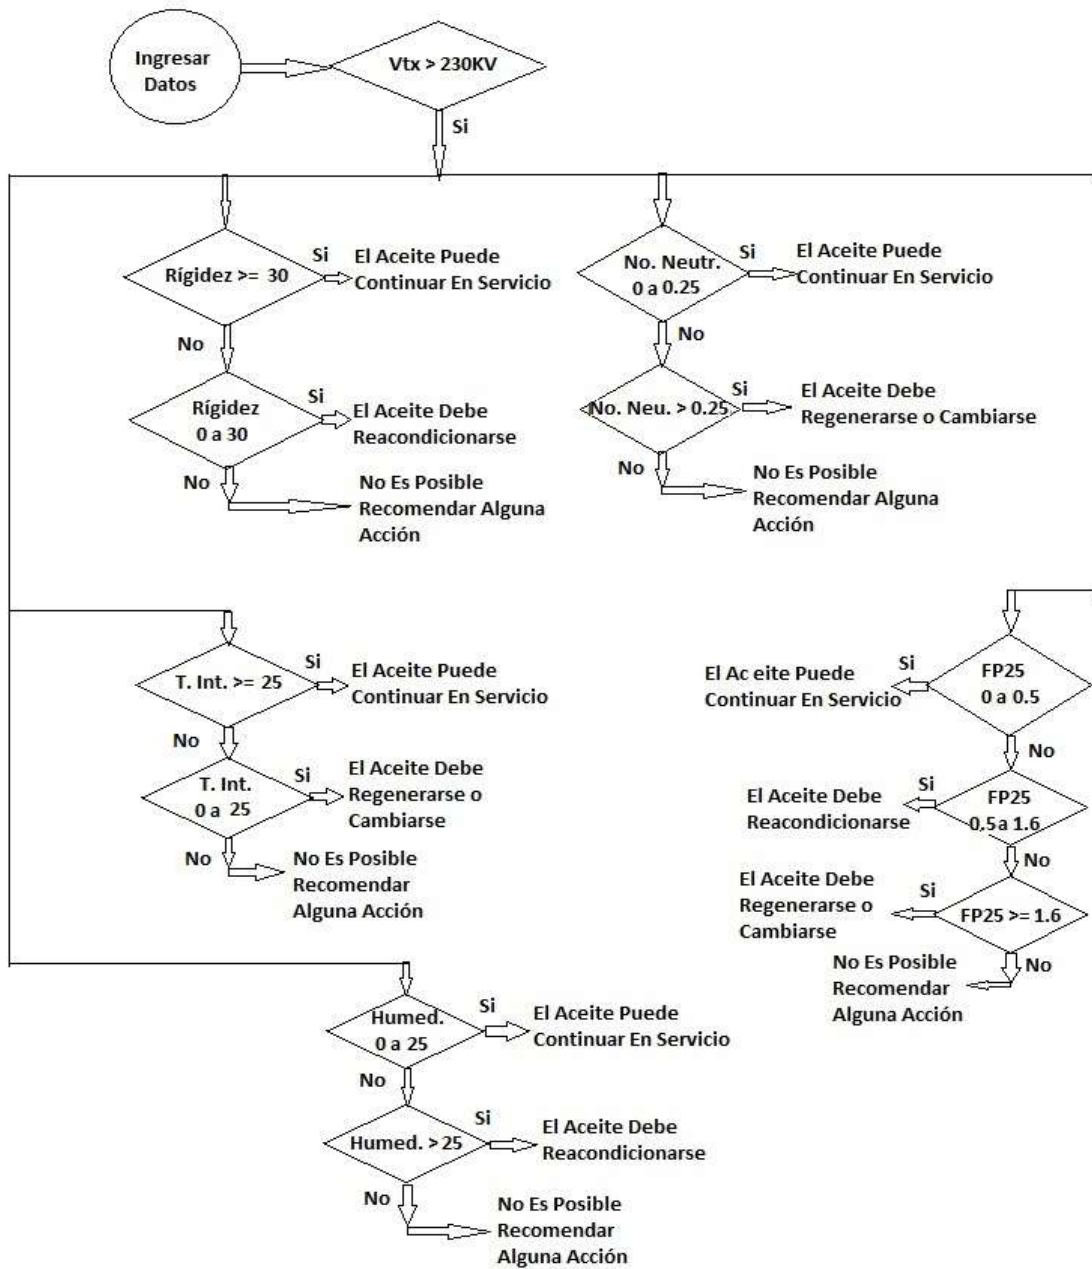 Ingresar
Datos
Vtx > 230KV
Si
Rígidez >= 30
Si
El Aceite Puede
Continuar En Servicio
No
Rígidez
0 a 30
Si
El Aceite Debe
Reacondicionarse
No
No Es Posible
Recomendar Alguna
Acción
No. Neutr.
0 a 0.25
Si
El Aceite Puede
Continuar En Servicio
No
No. Neu. > 0.25
Si
El Aceite Debe
Regenerarse o Cambiarse
No
No Es Posible
Recomendar Alguna
Acción
T. Int. >= 25
Si
El Aceite Puede
Continuar En Servicio
No
T. Int.
0 a 25
Si
El Aceite Debe
Regenerarse o
Cambiarse
No
No Es Posible
Recomendar
Alguna Acción
FP25
0 a 0.5
Si
El Ac eite Puede
Continuar En Servicio
No
FP25
0.5 a 1.6
Si
El Aceite Debe
Reacondicionarse
No
FP25 >= 1.6
Si
El Aceite Debe
Regenerarse o
Cambiarse
No
No Es Posible
Recomendar
Alguna Acción
Humed.
0 a 25
Si
El Aceite Puede
Continuar En Servicio
No
Humed. > 25
Si
El Aceite Debe
Reacondicionarse
No
No Es Posible
Recomendar
Alguna Acción